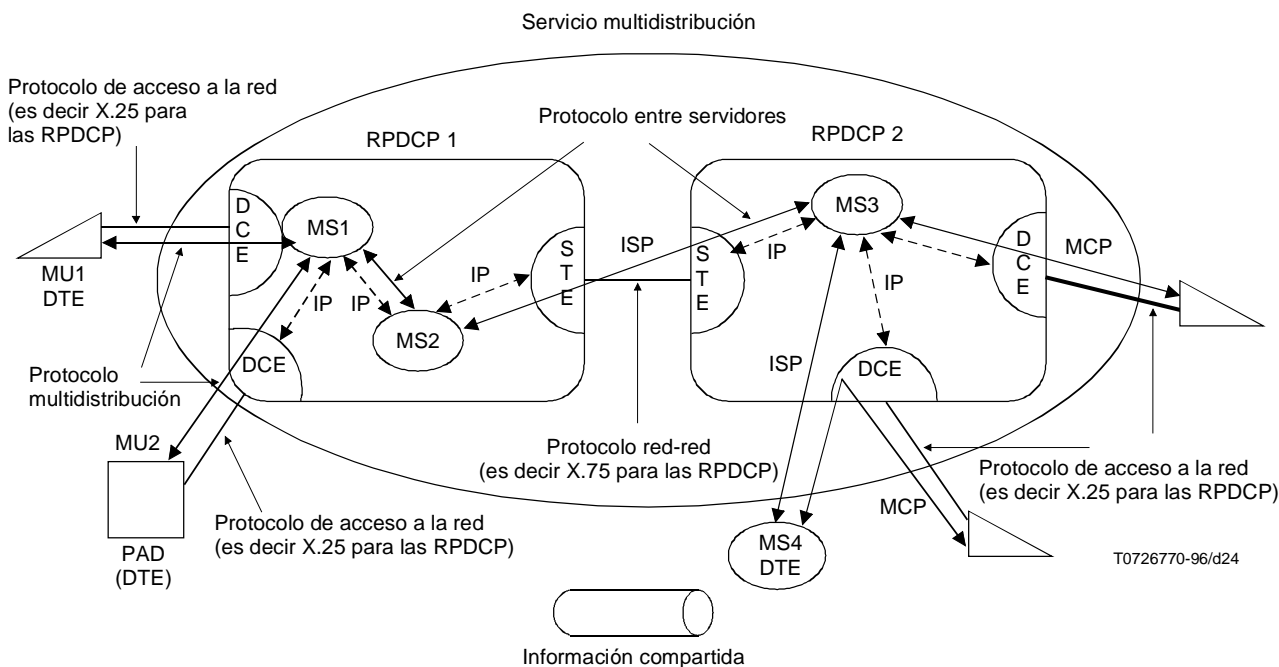 Servicio multidistribución
Protocolo de acceso a la red
(es decir X.25 para
las RPDCP)
Protocolo entre servidores
RPDCP 1
RPDCP 2
DCE
MS1
MS3
DCE
MCP
MU1
DTE
IP
IP
IP
STE
ISP
STE
IP
IP
MS2
DCE
ISP
DCE
Protocolo
multidistribución
MU2
Protocolo red-red
(es decir X.75 para las RPDCP)
Protocolo de acceso a la red
(es decir X.25 para las RPDCP)
MCP
Protocolo de acceso a la red
(es decir X.25 para las RPDCP)
PAD
(DTE)
MS4
DTE
T0726770-96/d24
Información compartida